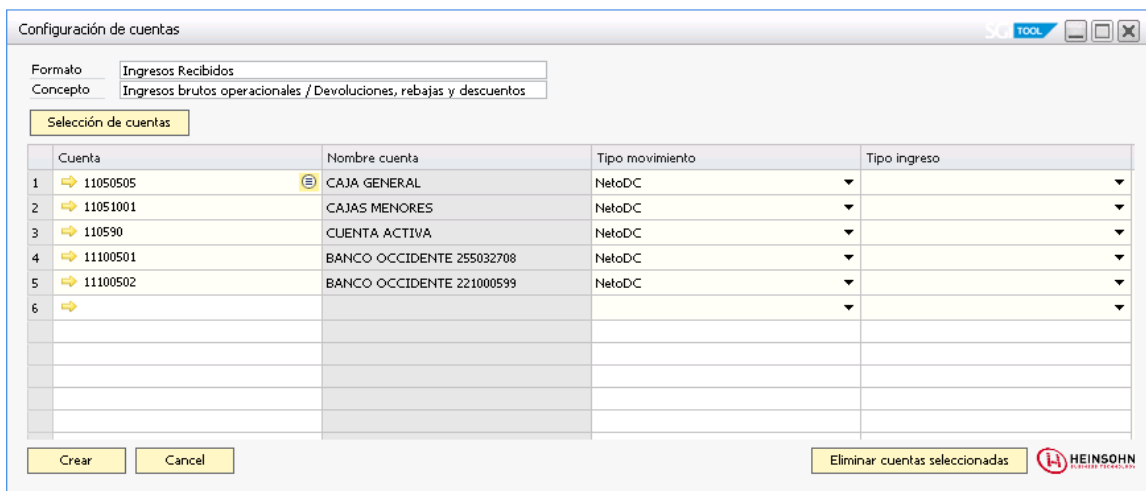 Configuración de cuentas SG TOOL
Formato Ingresos Recibidos
Concepto Ingresos brutos operacionales / Devoluciones, rebajas y descuentos
Selección de cuentas
Cuenta Nombre cuenta Tipo movimiento Tipo ingreso
1 11050505 CAJA GENERAL NetoDC
2 11051001 CAJAS MENORES NetoDC
3 110590 CUENTA ACTIVA NetoDC
4 11100501 BANCO OCCIDENTE 255032708 NetoDC
5 11100502 BANCO OCCIDENTE 221000599 NetoDC
6
Crear Cancel Eliminar cuentas seleccionadas HEINSOHN
BUSINESS TECHNOLOGY